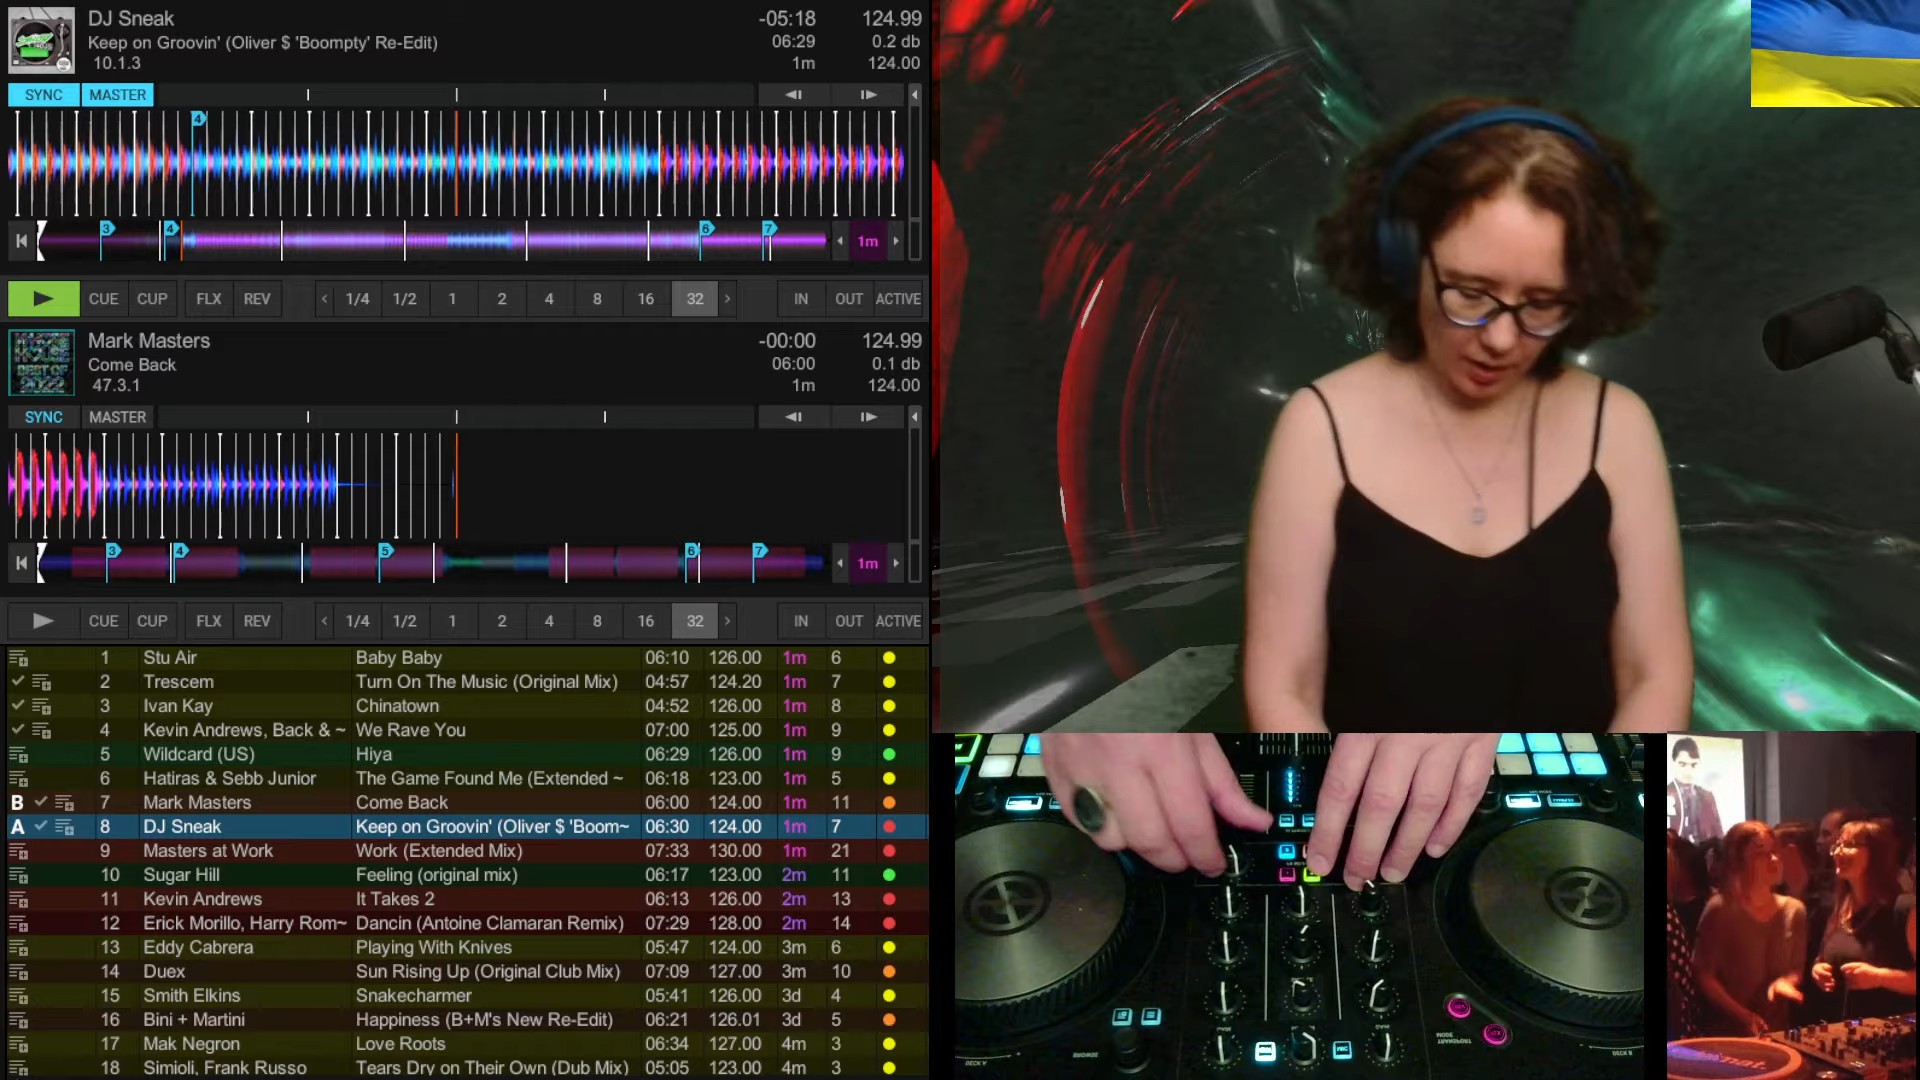 DJ Sneak -05:18 124.99
Keep on Groovin' (Oliver $ 'Boompty' Re-Edit) 06:29 0.2 db
10.1.3 1m 124.00
SYNC MASTER
4
3 4 6 7 1m
CUE CUP FLX REV 1/4 1/2 1 2 4 8 16 32 IN OUT ACTIVE
Mark Masters -00:00 124.99
Come Back 06:00 0.1 db
47.3.1 1m 124.00
SYNC MASTER
3 4 5 6 7 1m
CUE CUP FLX REV 1/4 1/2 1 2 4 8 16 32 IN OUT ACTIVE
1 Stu Air Baby Baby 06:10 126.00 1m 6
2 Trescem Turn On The Music (Original Mix) 04:57 124.20 1m 7
3 Ivan Kay Chinatown 04:52 126.00 1m 8
4 Kevin Andrews, Back & ~ We Rave You 07:00 125.00 1m 9
5 Wildcard (US) Hiya 06:29 126.00 1m 9
6 Hatiras & Sebb Junior The Game Found Me (Extended ~ 06:18 123.00 1m 5
B 7 Mark Masters Come Back 06:00 124.00 1m 11
A 8 DJ Sneak Keep on Groovin' (Oliver $ 'Boom~ 06:30 124.00 1m 7
9 Masters at Work Work (Extended Mix) 07:33 130.00 1m 21
10 Sugar Hill Feeling (original mix) 06:17 123.00 2m 11
11 Kevin Andrews It Takes 2 06:13 126.00 2m 13
12 Erick Morillo, Harry Rom~ Dancin (Antoine Clamaran Remix) 07:29 128.00 2m 14
13 Eddy Cabrera Playing With Knives 05:47 124.00 3m 6
14 Duex Sun Rising Up (Original Club Mix) 07:09 127.00 3m 10
15 Smith Elkins Snakecharmer 05:41 126.00 3d 4
16 Bini + Martini Happiness (B+M's New Re-Edit) 06:21 126.01 3d 5
17 Mak Negron Love Roots 06:34 127.00 4m 3
18 Simioli, Frank Russo Tears Dry on Their Own (Dub Mix) 05:05 123.00 4m 3